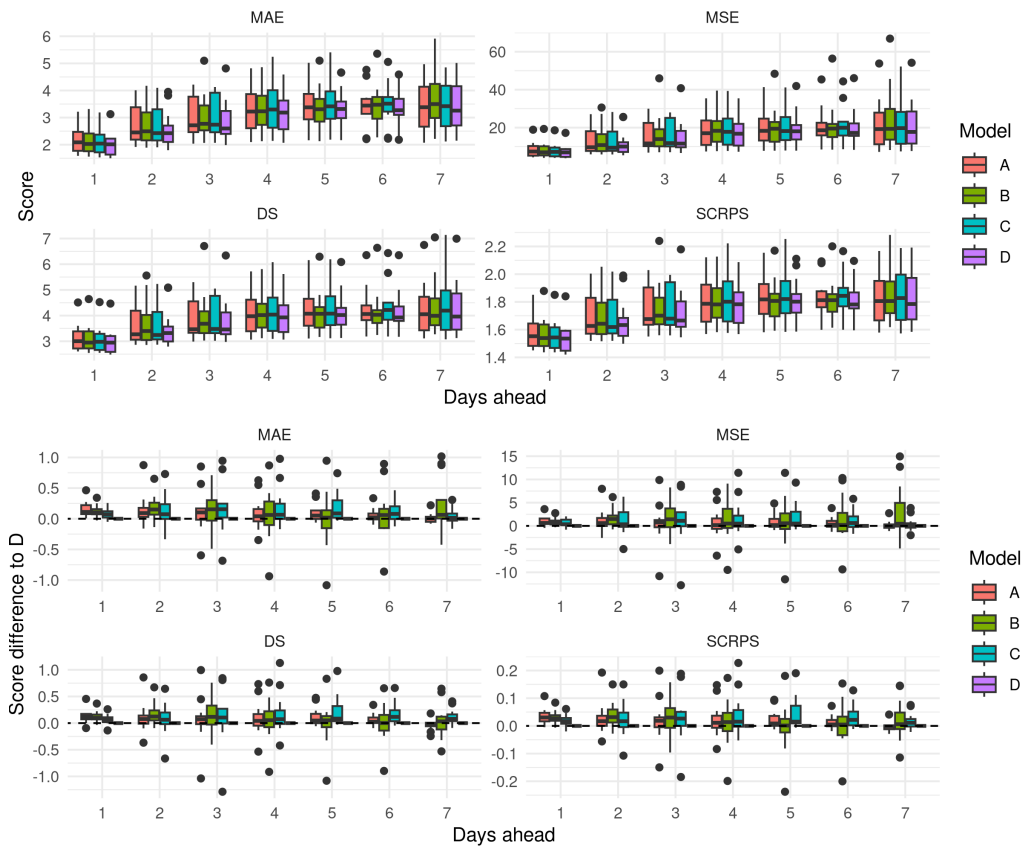 MAE
MSE
6
5
4
3
2
60
40
20
1 2 3 4 5 6 7
1 2 3 4 5 6 7
DS
SCRPS
7
6
5
4
3
2.2
2.0
1.8
1.6
1.4
1 2 3 4 5 6 7
1 2 3 4 5 6 7
Score
Days ahead
Model
A
B
C
D
MAE
MSE
1.0
0.5
0.0
-0.5
-1.0
15
10
5
0
-5
-10
1 2 3 4 5 6 7
1 2 3 4 5 6 7
DS
SCRPS
1.0
0.5
0.0
-0.5
-1.0
0.2
0.1
0.0
-0.1
-0.2
1 2 3 4 5 6 7
1 2 3 4 5 6 7
Score difference to D
Days ahead
Model
A
B
C
D